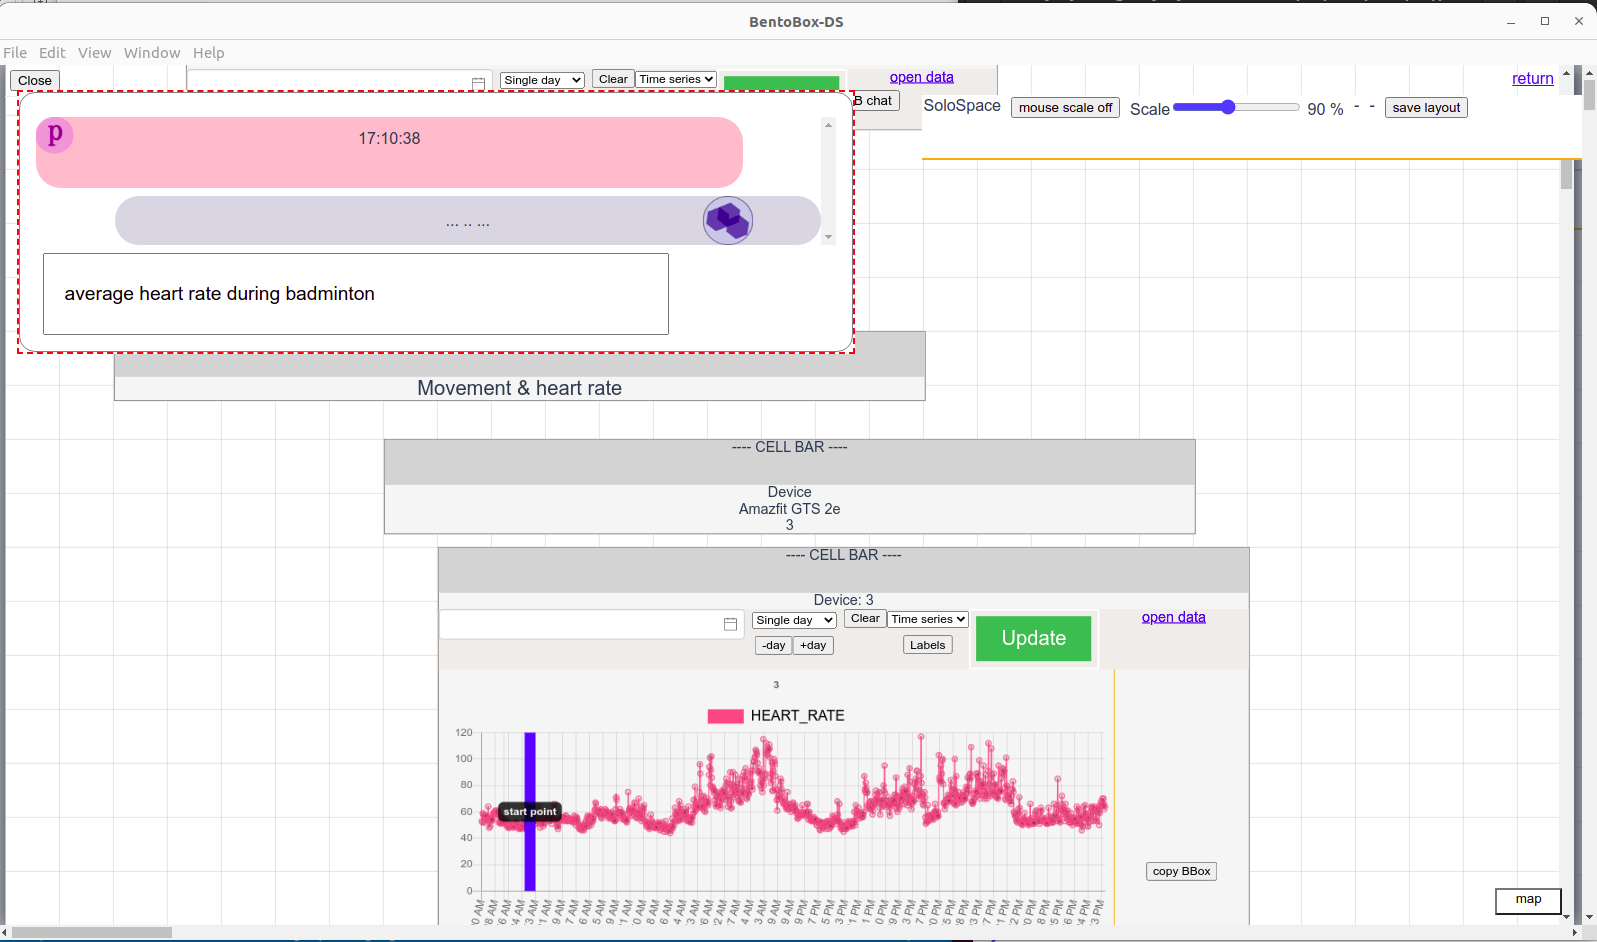 BentoBox-DS
File Edit View Window Help
Close
Single day Clear Time series open data return
B chat SoloSpace mouse scale off Scale 90 % - - save layout
p 17:10:38
... .. ...
average heart rate during badminton
Movement & heart rate
---- CELL BAR ----
Device
Amazfit GTS 2e
3
---- CELL BAR ----
Device: 3
Single day Clear Time series Update open data
-day +day Labels
3
HEART_RATE
120
100
80
60
40
20
0
start point
copy BBox
map